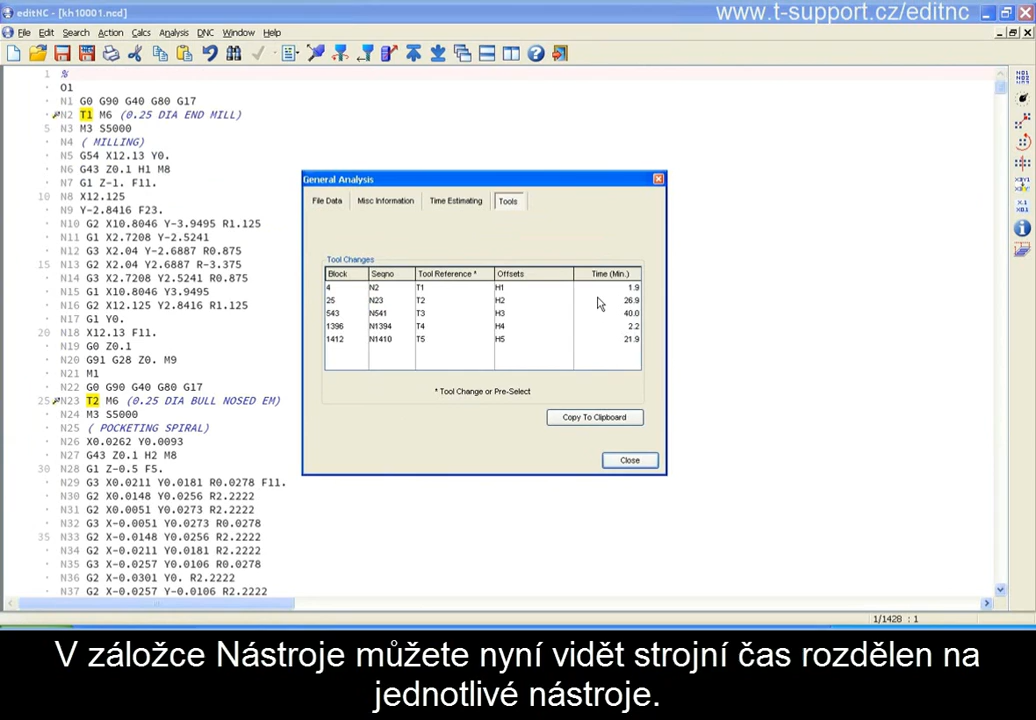 editNC - [kh10001.ncd]
www.t-support.cz/editnc
File Edit Search Action Calcs Analysis DNC Window Help
1 %
O1
N1 G0 G90 G40 G80 G17
N2 T1 M6 (0.25 DIA END MILL)
5 N3 M3 S5000
N4 ( MILLING)
N5 G54 X12.13 Y0.
N6 G43 Z0.1 H1 M8
N7 G1 Z-1. F11.
10 N8 X12.125
N9 Y-2.8416 F23.
N10 G2 X10.8046 Y-3.9495 R1.125
N11 G1 X2.7208 Y-2.5241
N12 G3 X2.04 Y-2.6887 R0.875
15 N13 G2 X2.04 Y2.6887 R-3.375
N14 G3 X2.7208 Y2.5241 R0.875
N15 G1 X10.8046 Y3.9495
N16 G2 X12.125 Y2.8416 R1.125
N17 G1 Y0.
20 N18 X12.13 F11.
N19 G0 Z0.1
N20 G91 G28 Z0. M9
N21 M1
N22 G0 G90 G40 G80 G17
25 N23 T2 M6 (0.25 DIA BULL NOSED EM)
N24 M3 S5000
N25 ( POCKETING SPIRAL)
N26 X0.0262 Y0.0093
N27 G43 Z0.1 H2 M8
30 N28 G1 Z-0.5 F5.
N29 G3 X0.0211 Y0.0181 R0.0278 F11.
N30 G2 X0.0148 Y0.0256 R2.2222
N31 G2 X0.0051 Y0.0273 R2.2222
N32 G3 X-0.0051 Y0.0273 R0.0278
35 N33 G2 X-0.0148 Y0.0256 R2.2222
N34 G2 X-0.0211 Y0.0181 R2.2222
N35 G3 X-0.0257 Y0.0106 R0.0278
N36 G2 X-0.0301 Y0. R2.2222
N37 G2 X-0.0257 Y-0.0106 R2.2222
General Analysis
File Data Misc Information Time Estimating Tools
Tool Changes
Block Seqno Tool Reference * Offsets Time (Min.)
4 N2 T1 H1 1.9
25 N23 T2 H2 26.9
543 N541 T3 H3 40.0
1396 N1394 T4 H4 2.2
1412 N1410 T5 H5 21.9
* Tool Change or Pre-Select
Copy To Clipboard
Close
1/1428 : 1
V záložce Nástroje můžete nyní vidět strojní čas rozdělen na
jednotlivé nástroje.